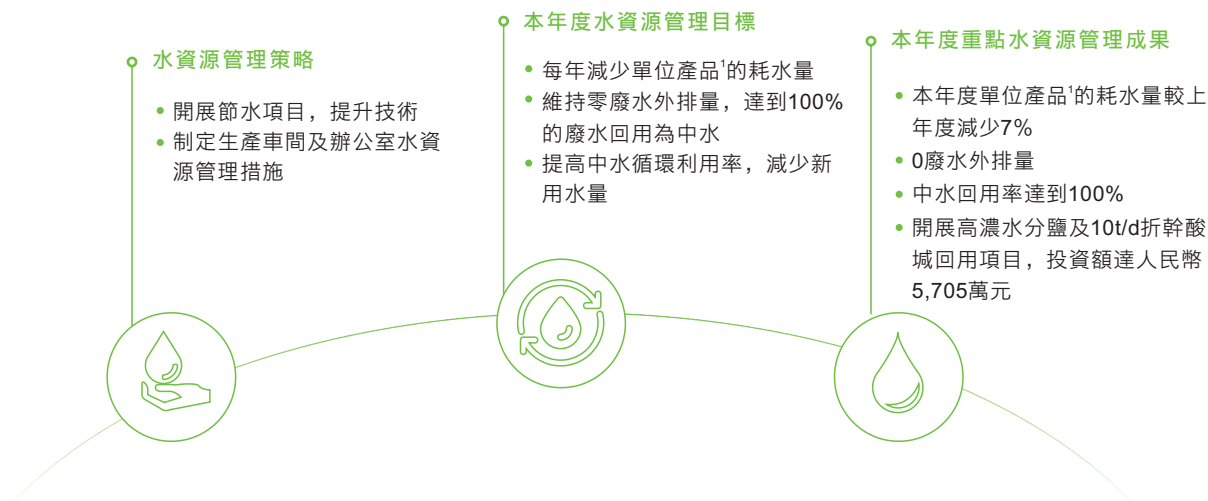 水資源管理策略
• 開展節水項目，提升技術
• 制定生產車間及辦公室水資
源管理措施
本年度水資源管理目標
• 每年減少單位產品¹的耗水量
• 維持零廢水外排量，達到100%
的廢水回用為中水
• 提高中水循環利用率，減少新
用水量
本年度重點水資源管理成果
• 本年度單位產品¹的耗水量較上
年度減少7%
• 0廢水外排量
• 中水回用率達到100%
• 開展高濃水分鹽及10t/d折幹酸
堿回用項目，投資額達人民幣
5,705萬元